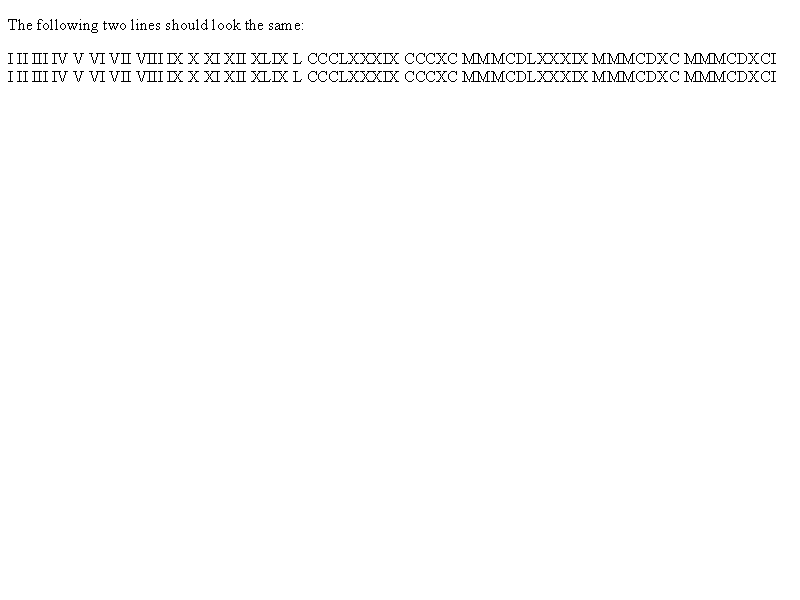 The following two lines should look the same:
I II III IV V VI VII VIII IX X XI XII XLIX L CCCLXXXIX CCCXC MMMCDLXXXIX MMMCDXC MMMCDXCI
I II III IV V VI VII VIII IX X XI XII XLIX L CCCLXXXIX CCCXC MMMCDLXXXIX MMMCDXC MMMCDXCI